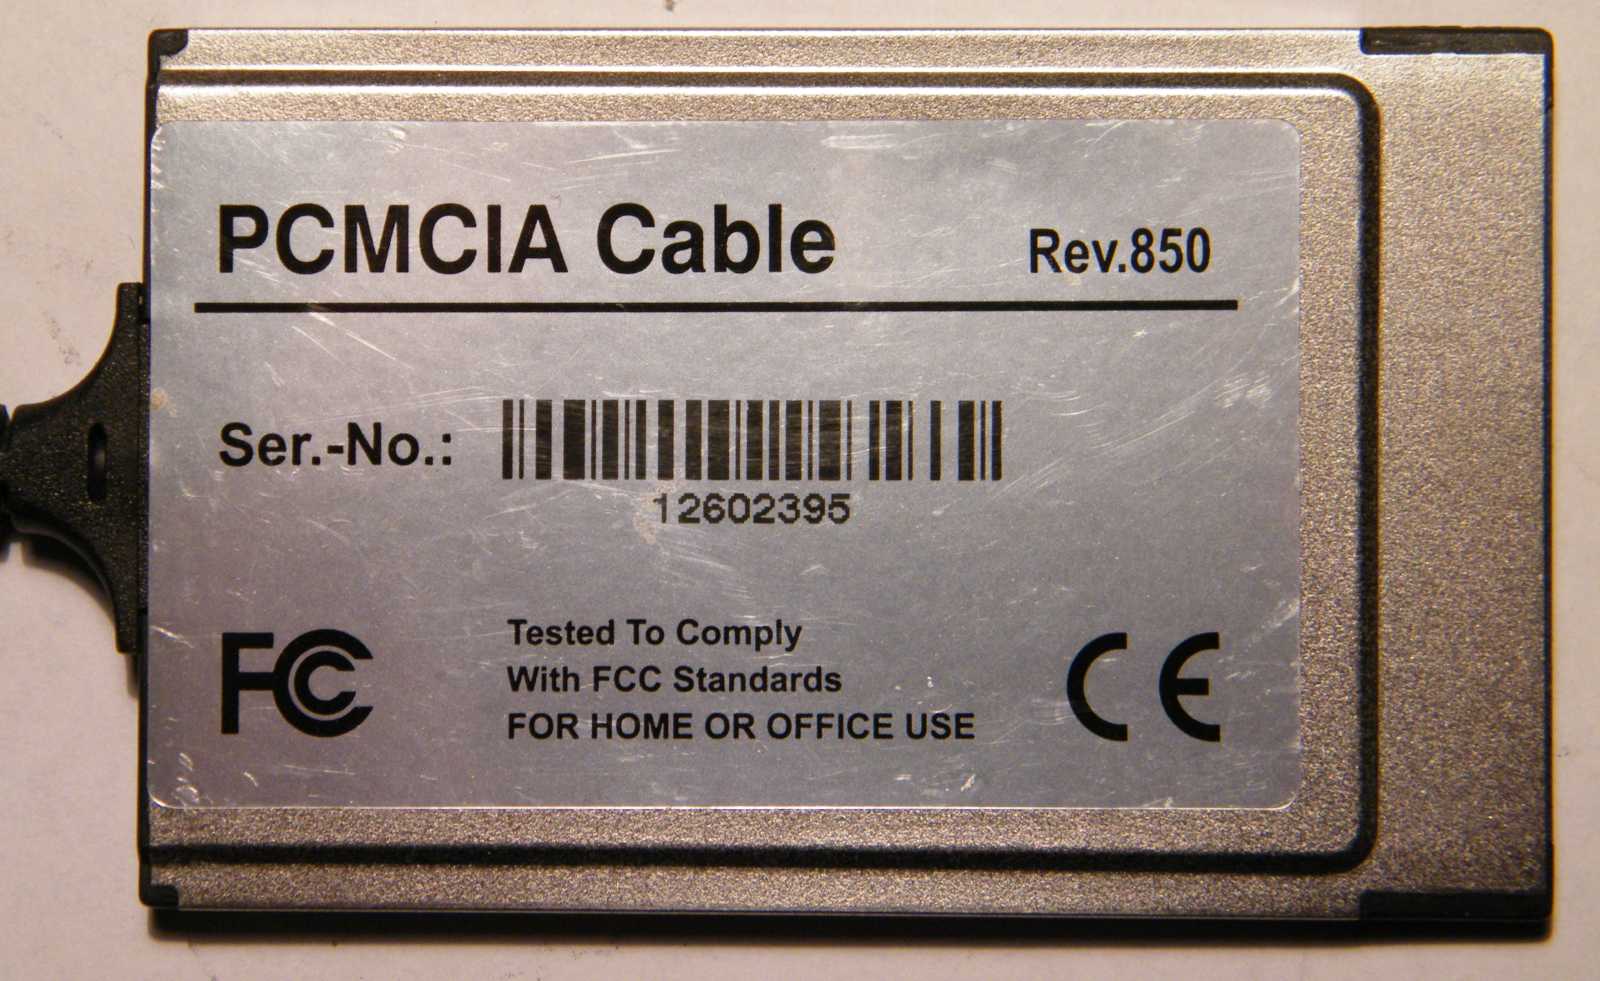 PCMCIA Cable Rev.850
Ser.-No.:
12602395
FC Tested To Comply
With FCC Standards
FOR HOME OR OFFICE USE
CE